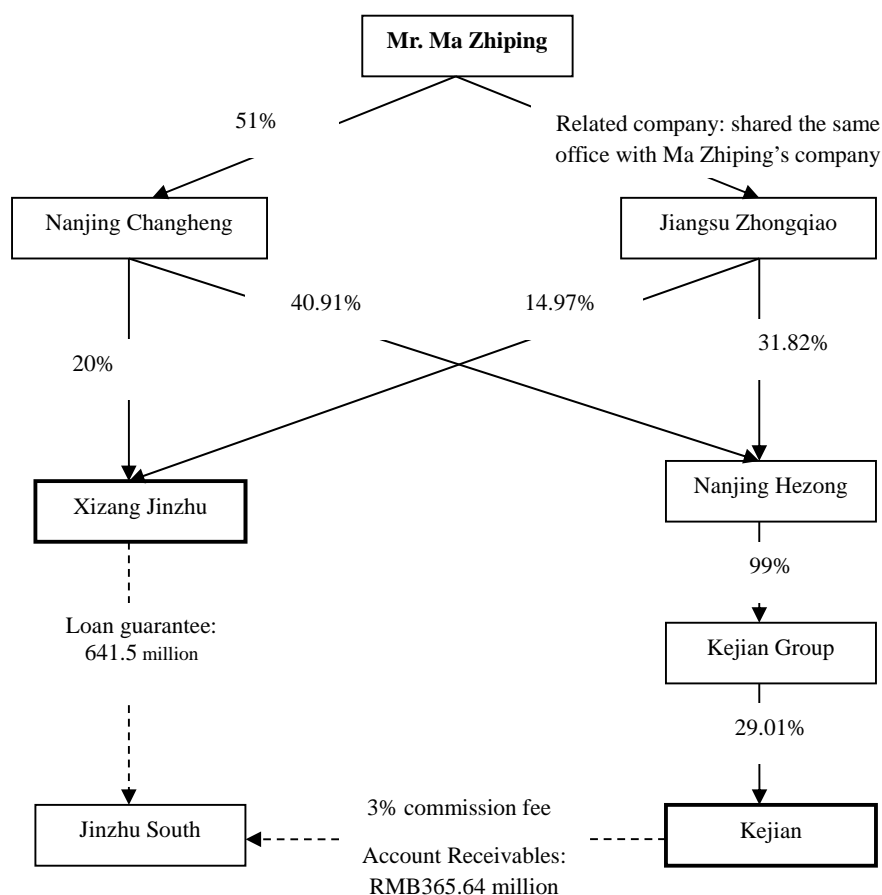 Mr. Ma Zhiping
51%
Related company: shared the same
office with Ma Zhiping’s company
Nanjing Changheng
Jiangsu Zhongqiao
40.91%
14.97%
20%
31.82%
Xizang Jinzhu
Nanjing Hezong
99%
Loan guarantee:
641.5 million
Kejian Group
29.01%
3% commission fee
Jinzhu South
Kejian
Account Receivables:
RMB365.64 million